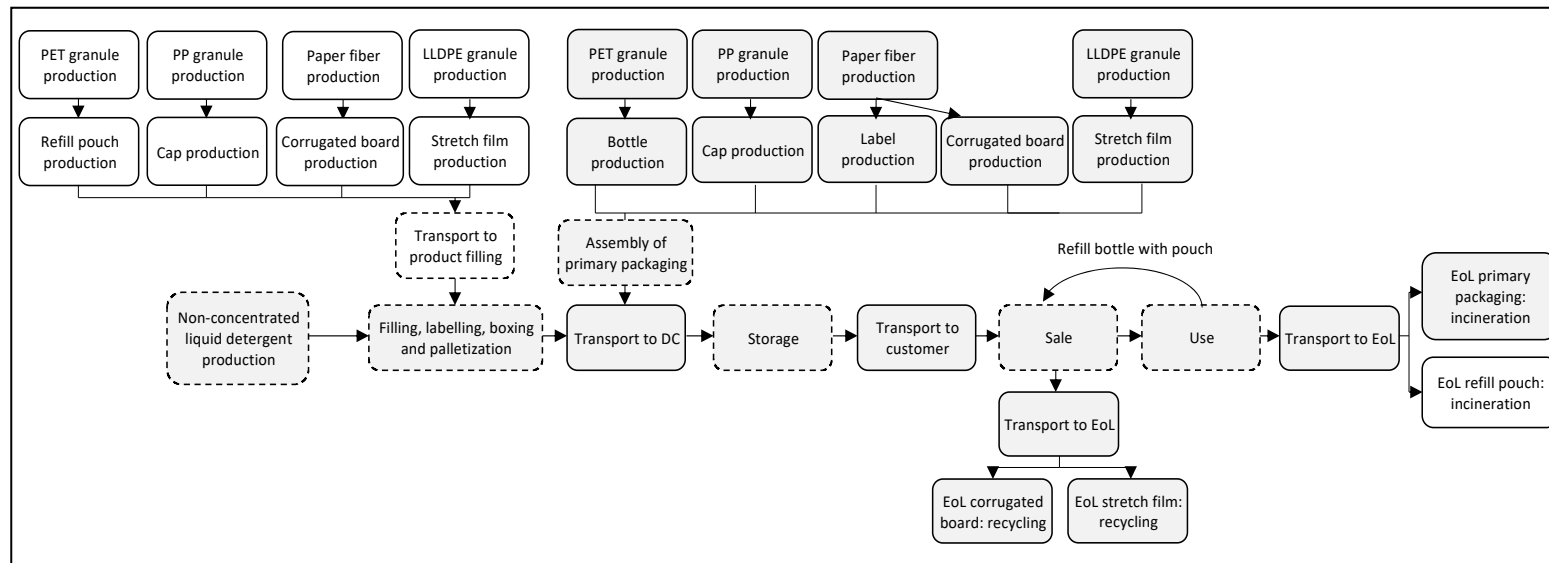 PET granule
production
PP granule
production
Paper fiber
production
LLDPE granule
production
PET granule
production
PP granule
production
Paper fiber
production
LLDPE granule
production
Refill pouch
production
Cap production
Corrugated board
production
Stretch film
production
Bottle
production
Cap production
Label
production
Corrugated board
production
Stretch film
production
Transport to
product filling
Assembly of
primary packaging
Refill bottle with pouch
Non-concentrated
liquid detergent
production
Filling, labelling, boxing
and palletization
Transport to DC
Storage
Transport to
customer
Sale
Use
Transport to EoL
EoL primary
packaging:
incineration
EoL refill pouch:
incineration
Transport to EoL
EoL corrugated
board: recycling
EoL stretch film:
recycling